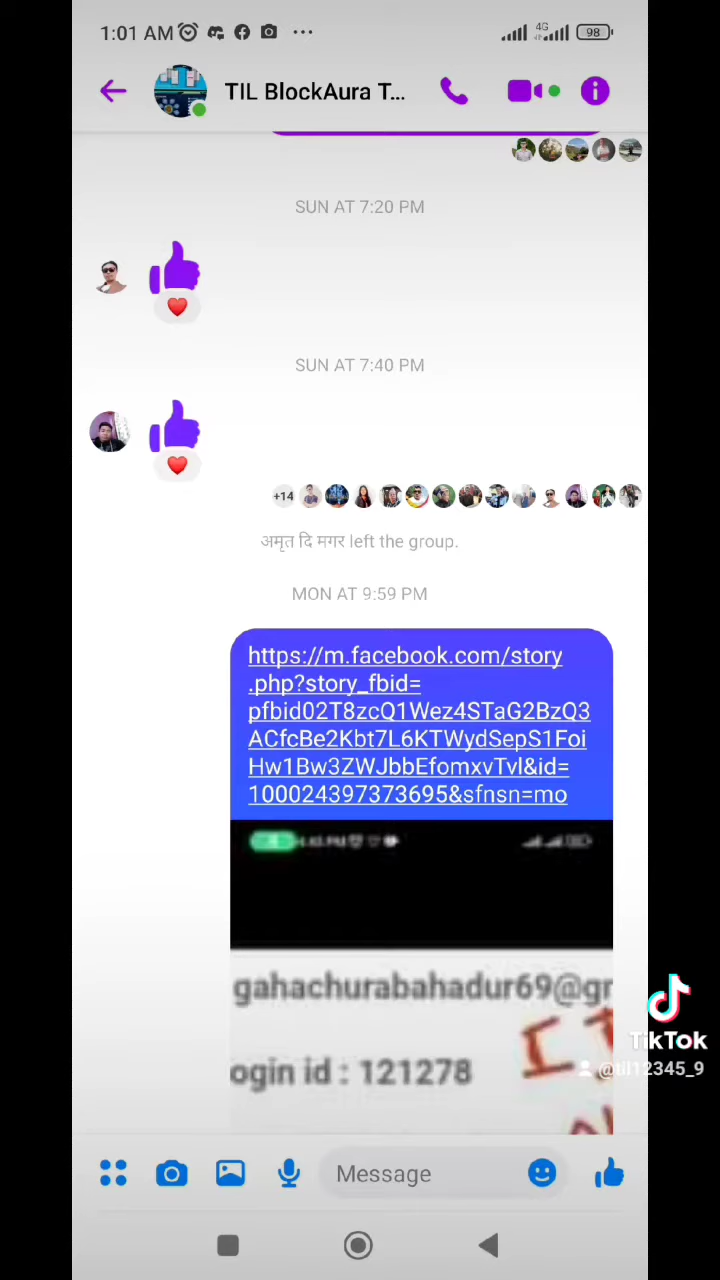 1:01 AM
4G
98
TIL BlockAura T...
SUN AT 7:20 PM
SUN AT 7:40 PM
+14
अमृत दि मगर left the group.
MON AT 9:59 PM
https://m.facebook.com/story
.php?story_fbid=
pfbid02T8zcQ1Wez4STaG2BzQ3
ACfcBe2Kbt7L6KTWydSepS1Foi
Hw1Bw3ZWJbbEfomxvTvl&id=
100024397373695&sfnsn=mo
gahachurabahadur69@gr
ogin id : 121278
TikTok
@til12345_9
Message